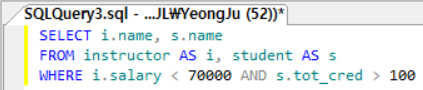 SQLQuery3.sql - ...JL₩YeongJu (52))*
SELECT i.name, s.name
FROM instructor AS i, student AS s
WHERE i.salary < 70000 AND s.tot_cred > 100